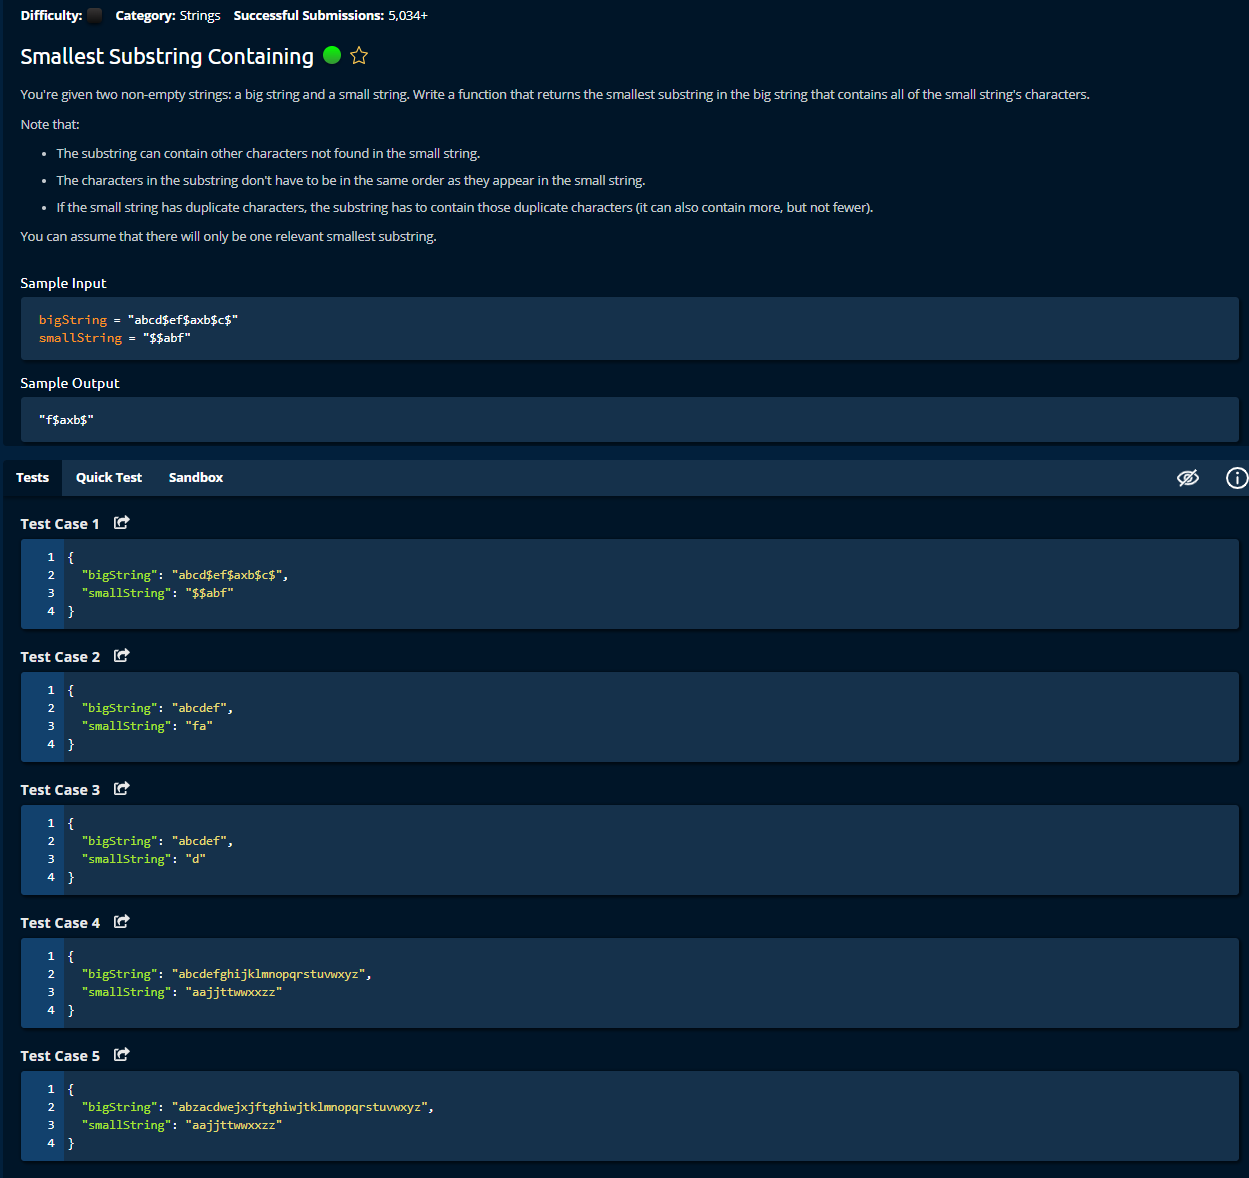 Difficulty: Category: Strings Successful Submissions: 5,034+
Smallest Substring Containing
You're given two non-empty strings: a big string and a small string. Write a function that returns the smallest substring in the big string that contains all of the small string's characters.
Note that:
• The substring can contain other characters not found in the small string.
• The characters in the substring don't have to be in the same order as they appear in the small string.
• If the small string has duplicate characters, the substring has to contain those duplicate characters (it can also contain more, but not fewer).
You can assume that there will only be one relevant smallest substring.
Sample Input
bigString = "abcd$ef$axb$c$"
smallString = "$$abf"
Sample Output
"f$axb$"
Tests Quick Test Sandbox
Test Case 1
1 {
2 "bigString": "abcd$ef$axb$c$",
3 "smallString": "$$abf"
4 }
Test Case 2
1 {
2 "bigString": "abcdef",
3 "smallString": "fa"
4 }
Test Case 3
1 {
2 "bigString": "abcdef",
3 "smallString": "d"
4 }
Test Case 4
1 {
2 "bigString": "abcdefghijklmnopqrstuvwxyz",
3 "smallString": "aajjttwwxxzz"
4 }
Test Case 5
1 {
2 "bigString": "abzacdwejxjftghiwjtklmnopqrstuvwxyz",
3 "smallString": "aajjttwwxxzz"
4 }